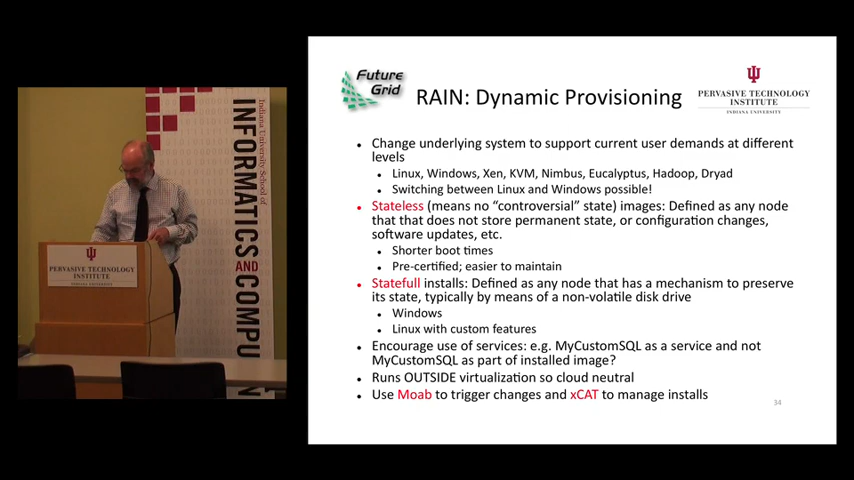 Indiana University School of
INFORMATICS AND COMPU
PERVASIVE TECHNOLOGY
INSTITUTE
Future
Grid
RAIN: Dynamic Provisioning
PERVASIVE TECHNOLOGY
INSTITUTE
INDIANA UNIVERSITY
• Change underlying system to support current user demands at different
levels
• Linux, Windows, Xen, KVM, Nimbus, Eucalyptus, Hadoop, Dryad
• Switching between Linux and Windows possible!
• Stateless (means no “controversial” state) images: Defined as any node
that that does not store permanent state, or configuration changes,
software updates, etc.
• Shorter boot times
• Pre-certified; easier to maintain
• Statefull installs: Defined as any node that has a mechanism to preserve
its state, typically by means of a non-volatile disk drive
• Windows
• Linux with custom features
• Encourage use of services: e.g. MyCustomSQL as a service and not
MyCustomSQL as part of installed image?
• Runs OUTSIDE virtualization so cloud neutral
• Use Moab to trigger changes and xCAT to manage installs
34